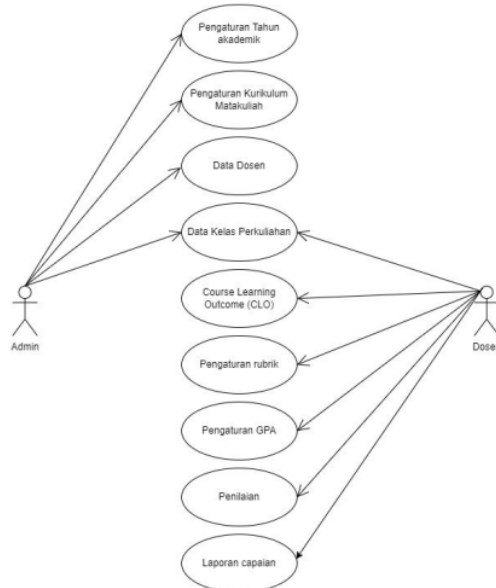 Pengaturan Tahun
akademik
Pengaturan Kurikulum
Matakuliah
Data Dosen
Data Kelas Perkuliahan
Course Learning
Outcome (CLO)
Admin
Dose
Pengaturan rubrik
Pengaturan GPA
Penilaian
Laporan capaian